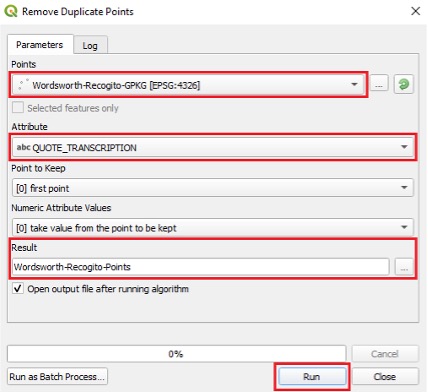 Remove Duplicate Points
Parameters Log
Points
Wordsworth-Recogito-GPKG [EPSG:4326]
...
Selected features only
Attribute
abc QUOTE_TRANSCRIPTION
Point to Keep
[0] first point
Numeric Attribute Values
[0] take value from the point to be kept
Result
Wordsworth-Recogito-Points
...
Open output file after running algorithm
0% Cancel
Run as Batch Process... Run Close